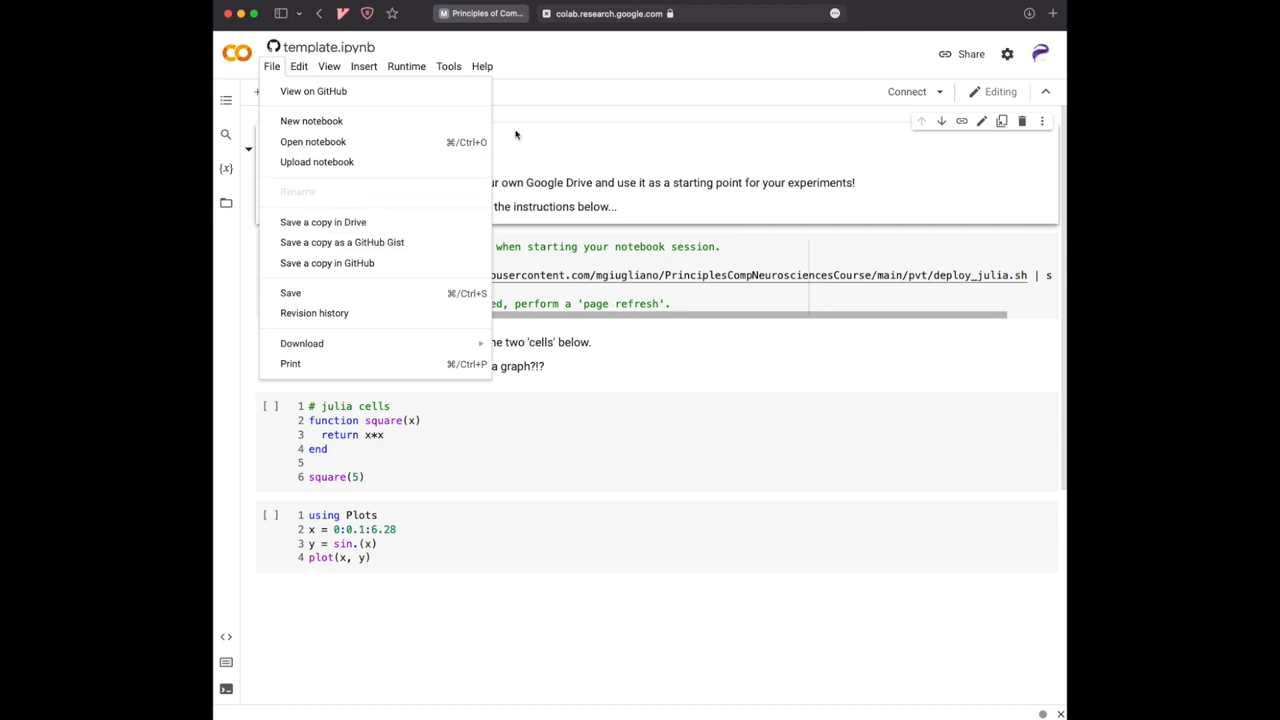 Principles of Com...
colab.research.google.com
template.ipynb
Share
File Edit View Insert Runtime Tools Help
Connect
Editing
View on GitHub
New notebook
Open notebook ⌘/Ctrl+O
Upload notebook
Rename
Save a copy in Drive
Save a copy as a GitHub Gist
Save a copy in GitHub
Save ⌘/Ctrl+S
Revision history
Download
Print ⌘/Ctrl+P
r own Google Drive and use it as a starting point for your experiments!
the instructions below...
when starting your notebook session.
usercontent.com/mgiugliano/PrinciplesCompNeurosciencesCourse/main/pvt/deploy_julia.sh | s
ed, perform a 'page refresh'.
he two 'cells' below.
a graph?!?
[ ] 1 # julia cells
2 function square(x)
3 return x*x
4 end
5
6 square(5)
[ ] 1 using Plots
2 x = 0:0.1:6.28
3 y = sin.(x)
4 plot(x, y)